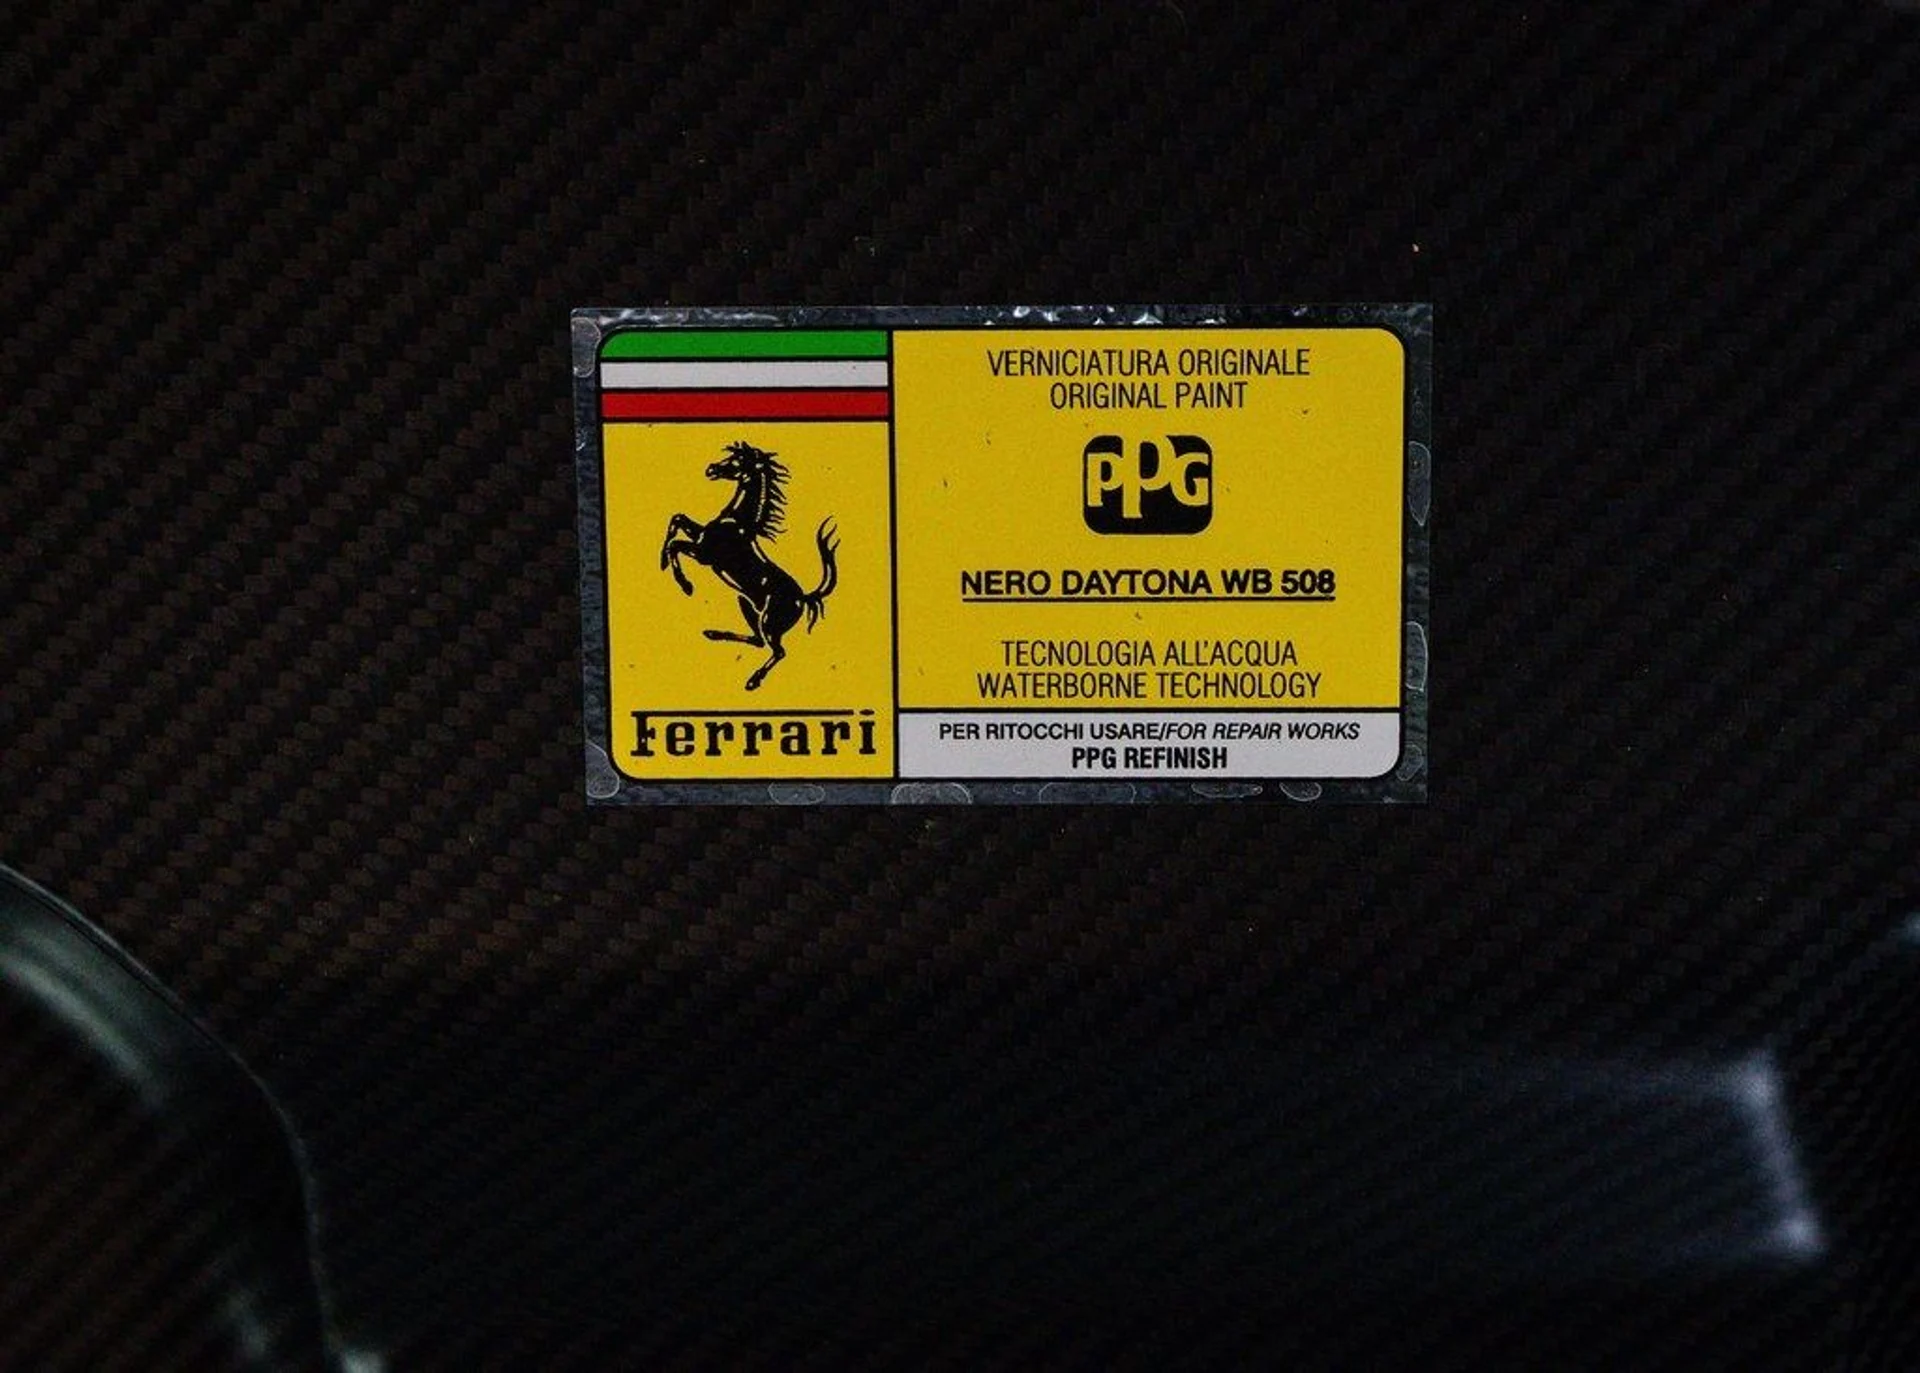 VERNICIATURA ORIGINALE
ORIGINAL PAINT
PPG
NERO DAYTONA WB 508
TECNOLOGIA ALL'ACQUA
WATERBORNE TECHNOLOGY
Ferrari
PER RITOCCHI USARE/FOR REPAIR WORKS
PPG REFINISH